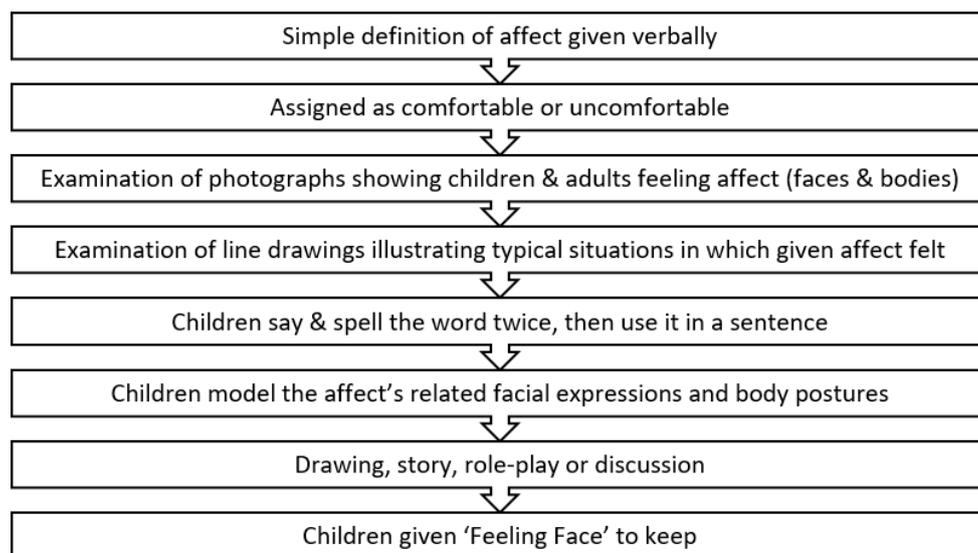 Simple definition of affect given verbally
Assigned as comfortable or uncomfortable
Examination of photographs showing children & adults feeling affect (faces & bodies)
Examination of line drawings illustrating typical situations in which given affect felt
Children say & spell the word twice, then use it in a sentence
Children model the affect’s related facial expressions and body postures
Drawing, story, role-play or discussion
Children given ‘Feeling Face’ to keep